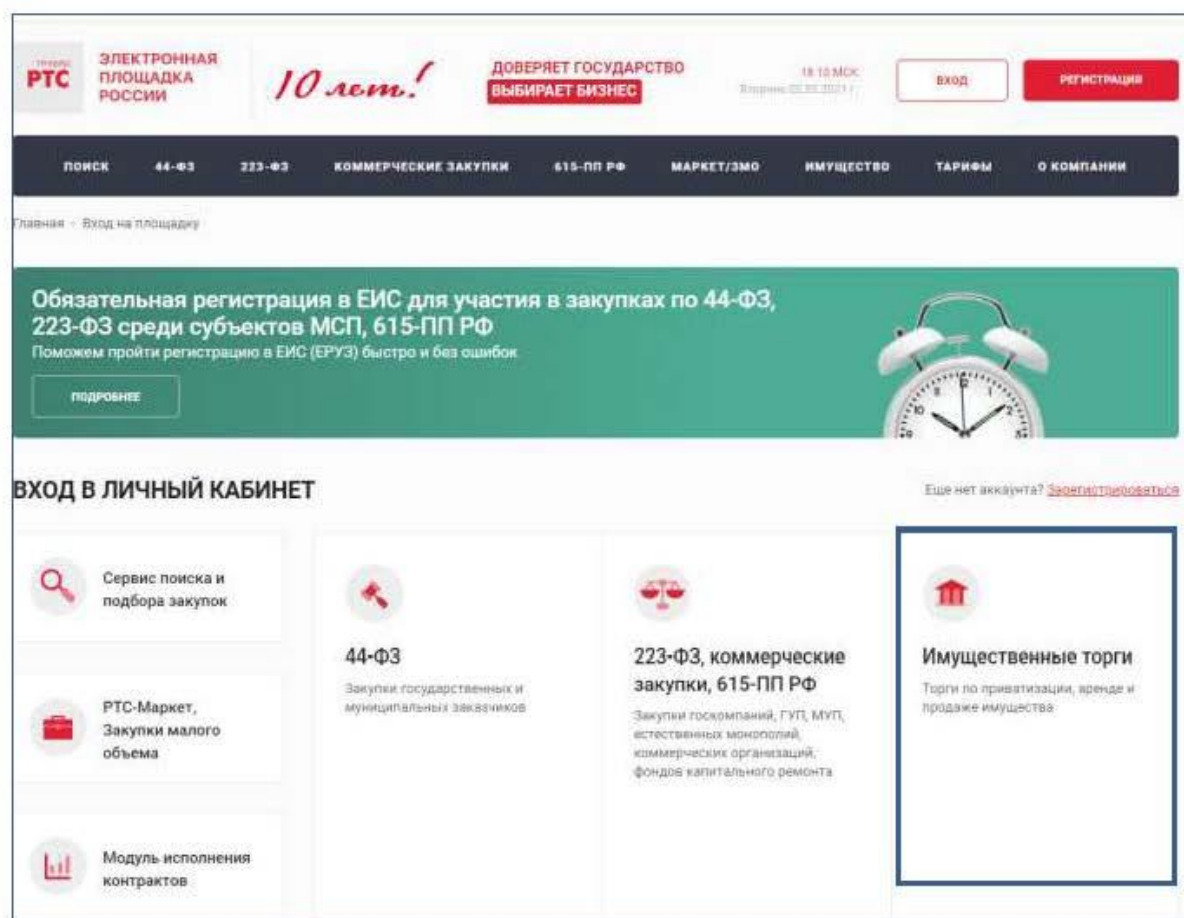 РТС
ЭЛЕКТРОННАЯ
ПЛОЩАДКА
РОССИИ
10 лет!
ДОВЕРЯЕТ ГОСУДАРСТВО
ВЫБИРАЕТ БИЗНЕС
МСК
Вторник
ВХОД
РЕГИСТРАЦИЯ
ПОИСК 44-ФЗ 223-ФЗ КОММЕРЧЕСКИЕ ЗАКУПКИ 615-ПП РФ МАРКЕТ/ЗМО ИМУЩЕСТВО ТАРИФЫ О КОМПАНИИ
Главная - Вход на площадку
Обязательная регистрация в ЕИС для участия в закупках по 44-ФЗ,
223-ФЗ среди субъектов МСП, 615-ПП РФ
Поможем пройти регистрацию в ЕИС (ЕРУЗ) быстро и без ошибок
ПОДРОБНЕЕ
ВХОД В ЛИЧНЫЙ КАБИНЕТ
Еще нет аккаунта? Зарегистрироваться
Сервис поиска и
подбора закупок
РТС-Маркет,
Закупки малого
объема
Модуль исполнения
контрактов
44-ФЗ
Закупки государственных и
муниципальных заказчиков
223-ФЗ, коммерческие
закупки, 615-ПП РФ
Закупки госкомпаний, ГУП, МУП,
естественных монополий,
коммерческих организаций,
фондов капитального ремонта
Имущественные торги
Торги по приватизации, аренде и
продаже имущества